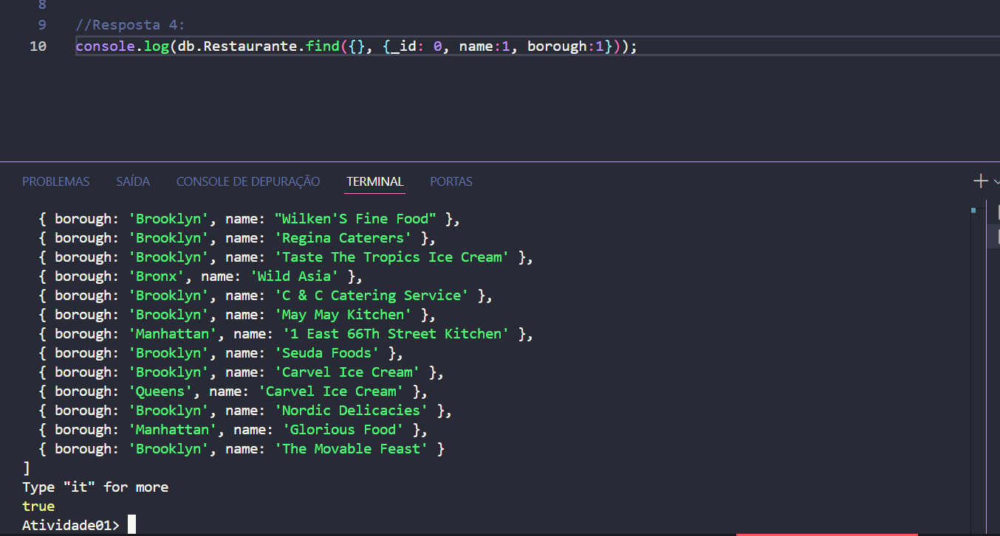 8
9 //Resposta 4:
10 console.log(db.Restaurante.find({}, {_id: 0, name:1, borough:1}));
PROBLEMAS SAÍDA CONSOLE DE DEPURAÇÃO TERMINAL PORTAS
{ borough: 'Brooklyn', name: "Wilken'S Fine Food" },
{ borough: 'Brooklyn', name: 'Regina Caterers' },
{ borough: 'Brooklyn', name: 'Taste The Tropics Ice Cream' },
{ borough: 'Bronx', name: 'Wild Asia' },
{ borough: 'Brooklyn', name: 'C & C Catering Service' },
{ borough: 'Brooklyn', name: 'May May Kitchen' },
{ borough: 'Manhattan', name: '1 East 66Th Street Kitchen' },
{ borough: 'Brooklyn', name: 'Seuda Foods' },
{ borough: 'Brooklyn', name: 'Carvel Ice Cream' },
{ borough: 'Queens', name: 'Carvel Ice Cream' },
{ borough: 'Brooklyn', name: 'Nordic Delicacies' },
{ borough: 'Manhattan', name: 'Glorious Food' },
{ borough: 'Brooklyn', name: 'The Movable Feast' }
]
Type "it" for more
true
Atividade01>